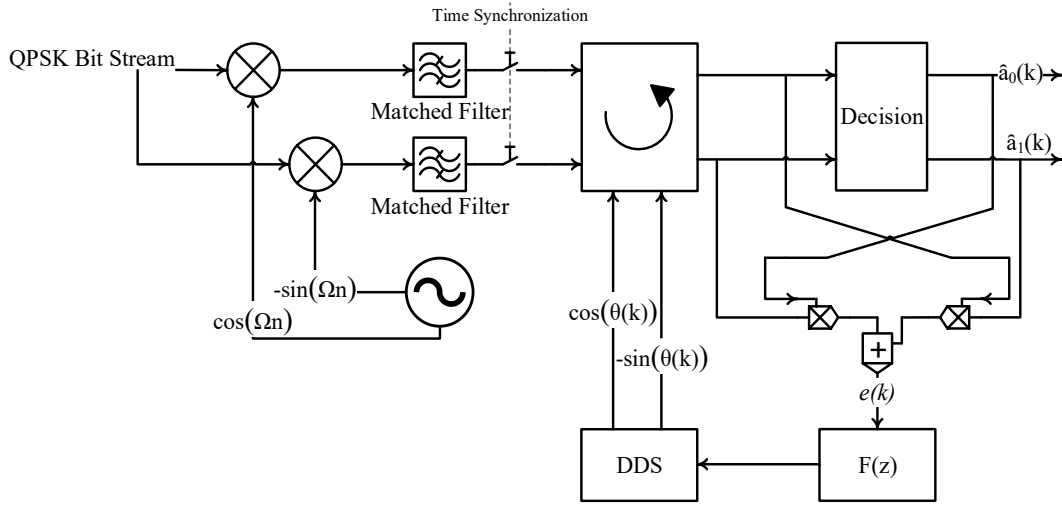 Time Synchronization
QPSK Bit Stream
Matched Filter
Matched Filter
Decision
â₀(k)
â₁(k)
-sin(Ωn)
cos(Ωn)
cos(θ(k))
-sin(θ(k))
+
e(k)
DDS
F(z)